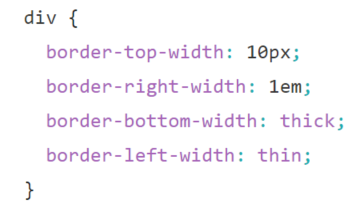 div {
  border-top-width: 10px;
  border-right-width: 1em;
  border-bottom-width: thick;
  border-left-width: thin;
}